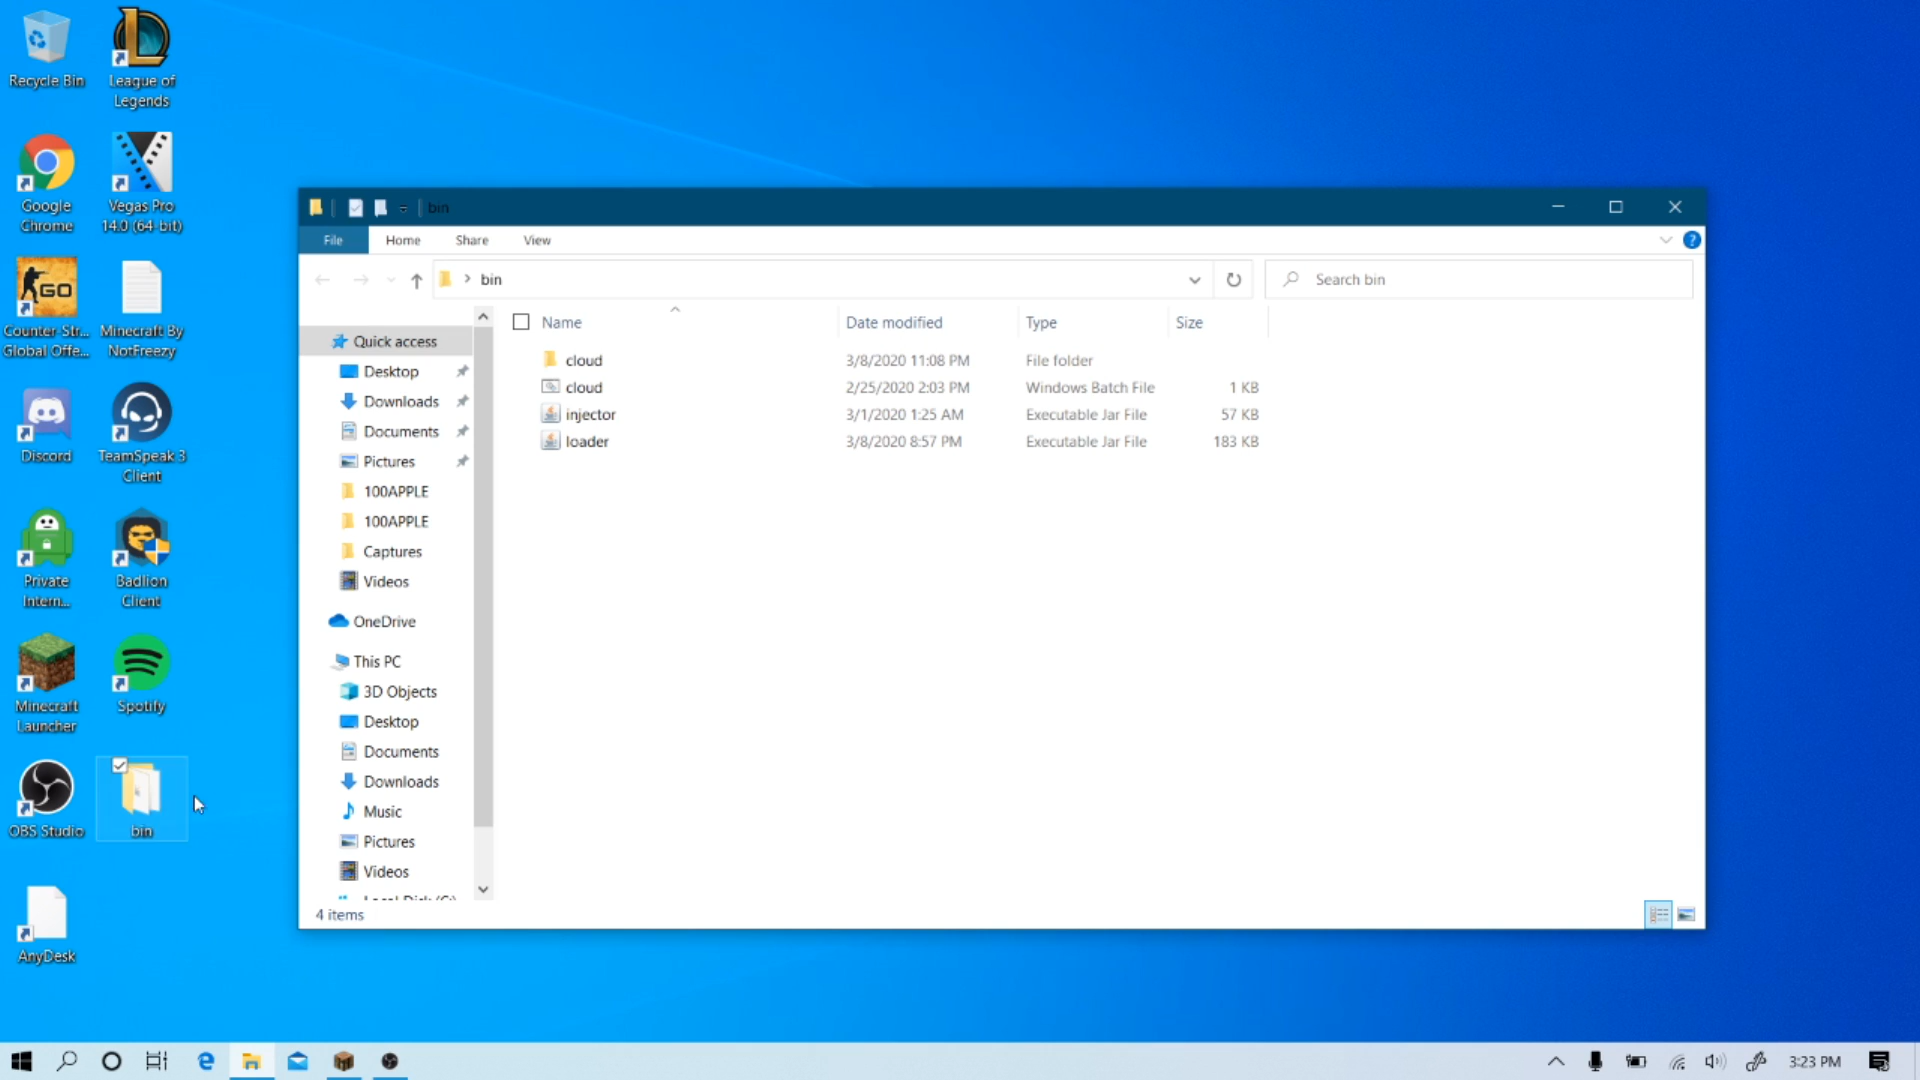 Recycle Bin
League of
Legends
Google
Chrome
Vegas Pro
14.0 (64-bit)
GO
Counter-Str...
Global Offe...
Minecraft By
NotFreezy
Discord
TeamSpeak 3
Client
Private
Intern...
Badlion
Client
Minecraft
Launcher
Spotify
OBS Studio
bin
AnyDesk
bin
File
Home
Share
View
?
bin
Search bin
Name
Date modified
Type
Size
cloud
3/8/2020 11:08 PM
File folder
cloud
2/25/2020 2:03 PM
Windows Batch File
1 KB
injector
3/1/2020 1:25 AM
Executable Jar File
57 KB
loader
3/8/2020 8:57 PM
Executable Jar File
183 KB
Quick access
Desktop
Downloads
Documents
Pictures
100APPLE
100APPLE
Captures
Videos
OneDrive
This PC
3D Objects
Desktop
Documents
Downloads
Music
Pictures
Videos
Local Disk (C:)
4 items
3:23 PM